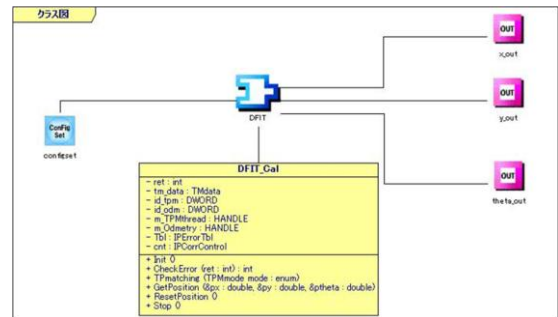 クラス図
OUT
x_out
OUT
y_out
DFIT
ConFig
Set
configset
OUT
theta_out
DFIT_Cal
- ret : int
- tm_data : TMdata
- id_tpm : DWORD
- id_odm : DWORD
- m_TPMthread : HANDLE
- m_Odmetry : HANDLE
- Tbl : IPErrorTbl
- cnt : IPCorrControl
+ Init ()
+ CheckError (ret : int) : int
+ TPmatching (TPMmode mode : enum)
+ GetPosition (&px : double, &py : double, &ptheta : double)
+ ResetPosition ()
+ Stop ()